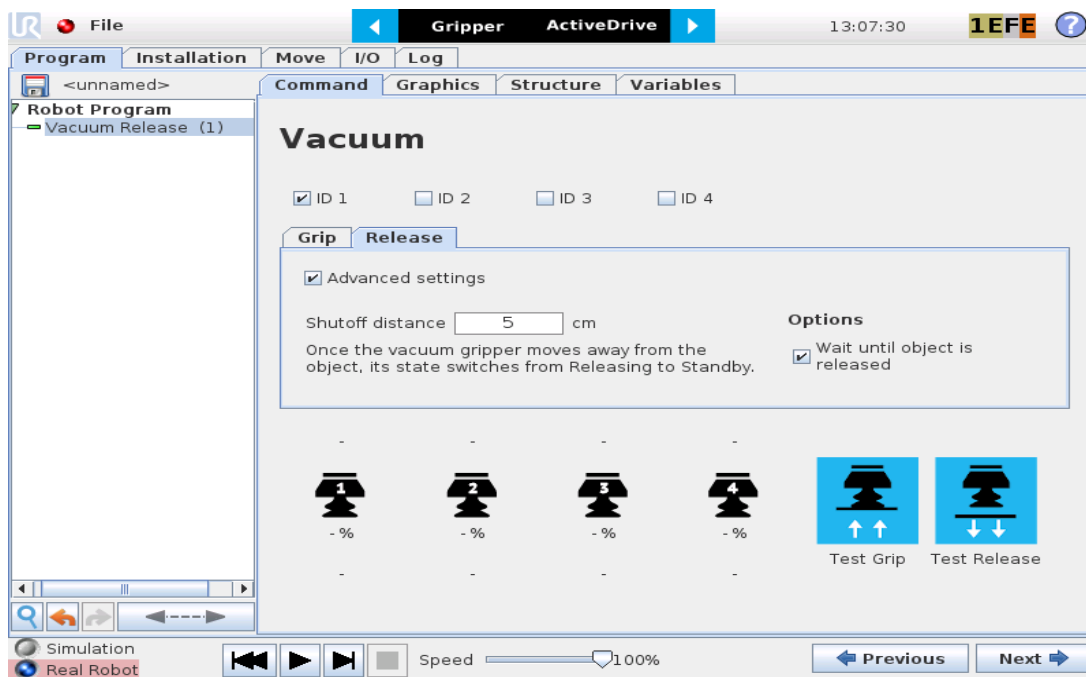 UR File Gripper ActiveDrive 13:07:30 1EFE ?
Program Installation Move I/O Log
<unnamed> Command Graphics Structure Variables
Robot Program
Vacuum Release (1)
Vacuum
ID 1 ID 2 ID 3 ID 4
Grip Release
Advanced settings
Shutoff distance 5 cm
Once the vacuum gripper moves away from the
object, its state switches from Releasing to Standby.
Options
Wait until object is
released
- - - -
1 2 3 4
- % - % - % - %
- - - -
Test Grip Test Release
Simulation
Real Robot
Speed 100% Previous Next